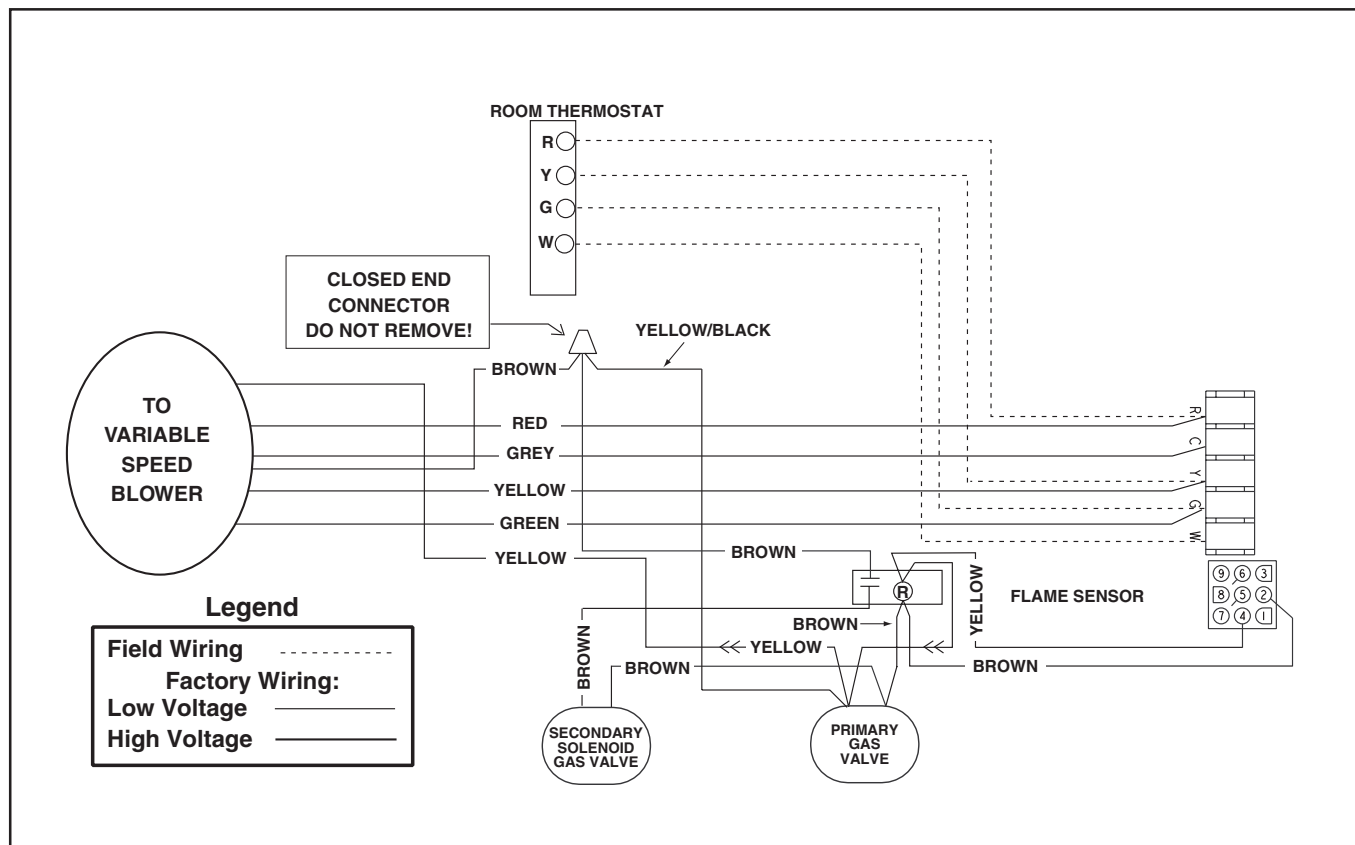 ROOM THERMOSTAT
R
Y
G
W
CLOSED END
CONNECTOR
DO NOT REMOVE!
YELLOW/BLACK
BROWN
TO
VARIABLE
SPEED
BLOWER
RED
GREY
YELLOW
GREEN
YELLOW
R
C
Y
G
W
BROWN
R
BROWN
YELLOW
FLAME SENSOR
9 6 3
8 5 2
7 4 1
BROWN
YELLOW
BROWN
BROWN
SECONDARY
SOLENOID
GAS VALVE
PRIMARY
GAS
VALVE
Legend
Field Wiring
Factory Wiring:
Low Voltage
High Voltage